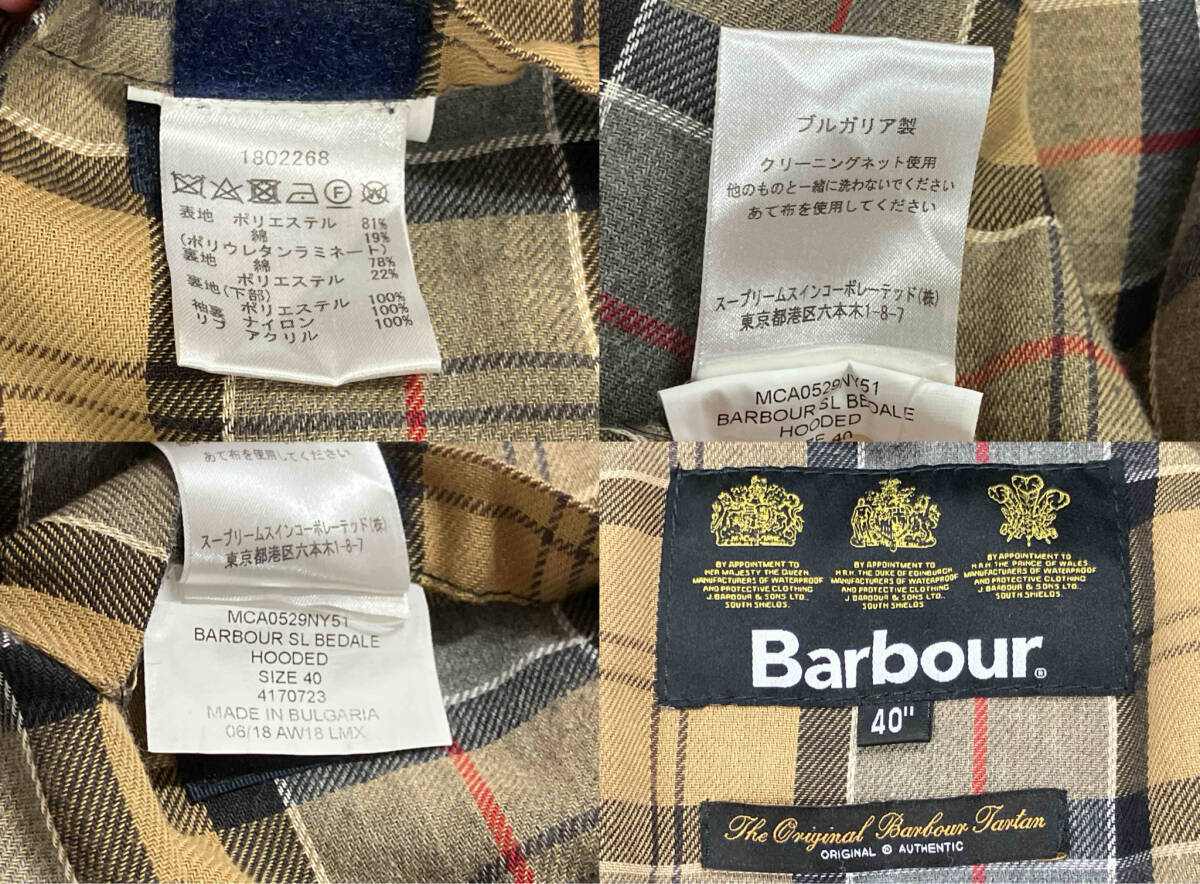 1802268
表地 ポリエステル 81%
綿 19%
(ポリウレタンラミネート)
裏地 綿 78%
ポリエステル 22%
裏地(下部)
ポリエステル 100%
袖裏 ナイロン 100%
リブ アクリル 100%
ブルガリア製
クリーニングネット使用
他のものと一緒に洗わないでください
あて布を使用してください
スープリームスインコーポレーテッド(株)
東京都港区六本木1-8-7
MCA0529NY51
BARBOUR SL BEDALE
HOODED
SIZE 40
あて布を使用してください
スープリームスインコーポレーテッド(株)
東京都港区六本木1-8-7
MCA0529NY51
BARBOUR SL BEDALE
HOODED
SIZE 40
4170723
MADE IN BULGARIA
06/18 AW18 LMX
BY APPOINTMENT TO
HER MAJESTY THE QUEEN
MANUFACTURERS OF WATERPROOF
AND PROTECTIVE CLOTHING
J. BARBOUR & SONS LTD.,
SOUTH SHIELDS.
BY APPOINTMENT TO
H.R.H. THE DUKE OF EDINBURGH
MANUFACTURERS OF WATERPROOF
AND PROTECTIVE CLOTHING
J. BARBOUR & SONS LTD.,
SOUTH SHIELDS.
BY APPOINTMENT TO
H.R.H. THE PRINCE OF WALES
MANUFACTURERS OF WATERPROOF
AND PROTECTIVE CLOTHING
J. BARBOUR & SONS LTD.,
SOUTH SHIELDS.
Barbour®
40"
The Original Barbour Tartan
ORIGINAL ® AUTHENTIC